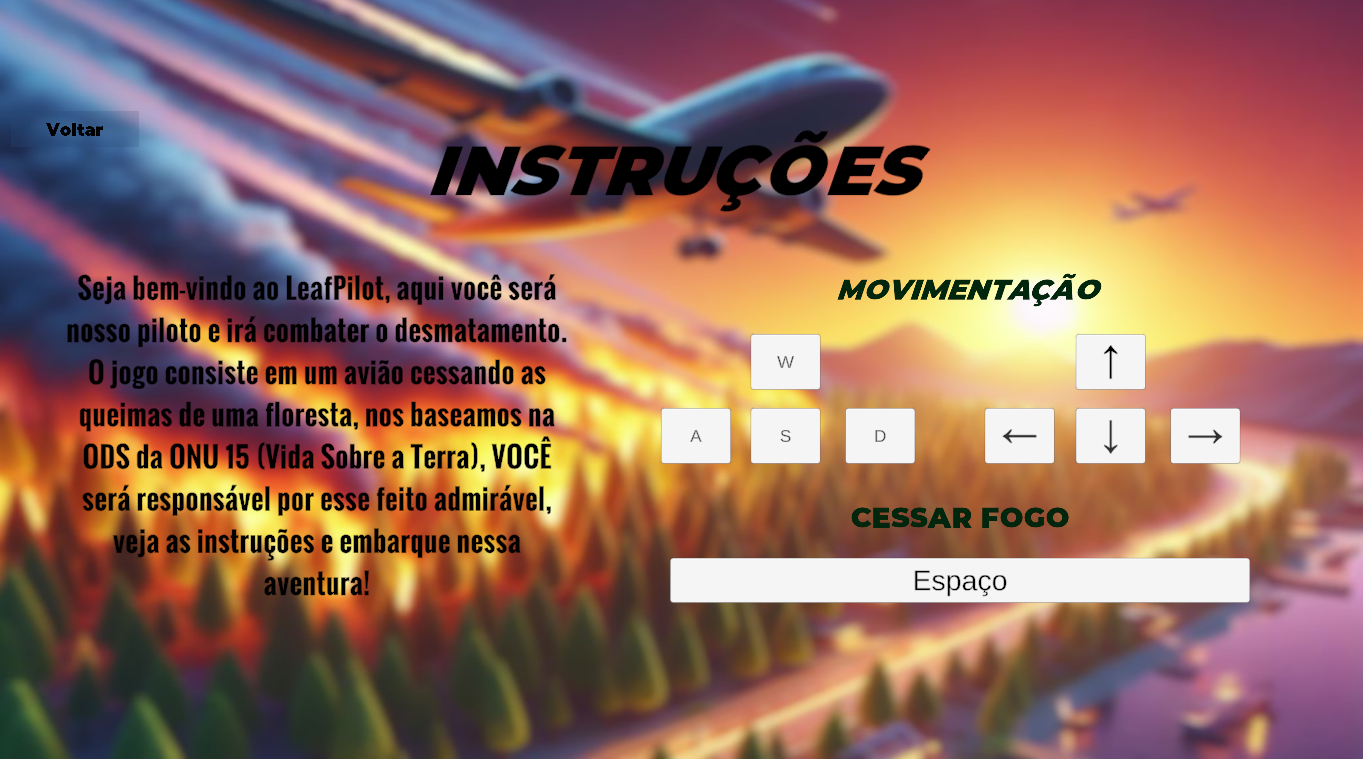 Voltar
INSTRUÇÕES
Seja bem-vindo ao LeafPilot, aqui você será
nosso piloto e irá combater o desmatamento.
O jogo consiste em um avião cessando as
queimas de uma floresta, nos baseamos na
ODS da ONU 15 (Vida Sobre a Terra), VOCÊ
será responsável por esse feito admirável,
veja as instruções e embarque nessa
aventura!
MOVIMENTAÇÃO
W ↑
A S D ← ↓ →
CESSAR FOGO
Espaço